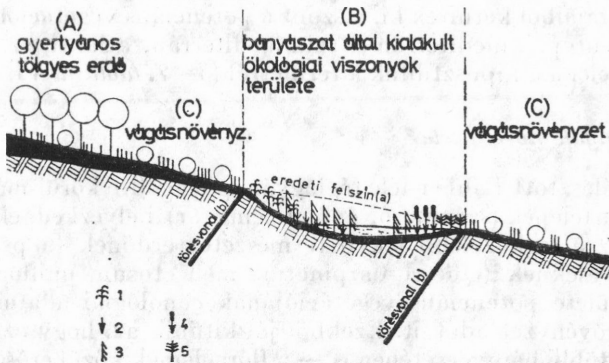 (A)
gyertyános
tölgyes erdő
(B)
bányászat által kialakult
ökológiai viszonyok
területe
(C)
vágásnövényz.
(C)
vágásnövényzet
eredeti felszín(a)
törésvonal (b)
törésvonal (b)
1
2
3
4
5